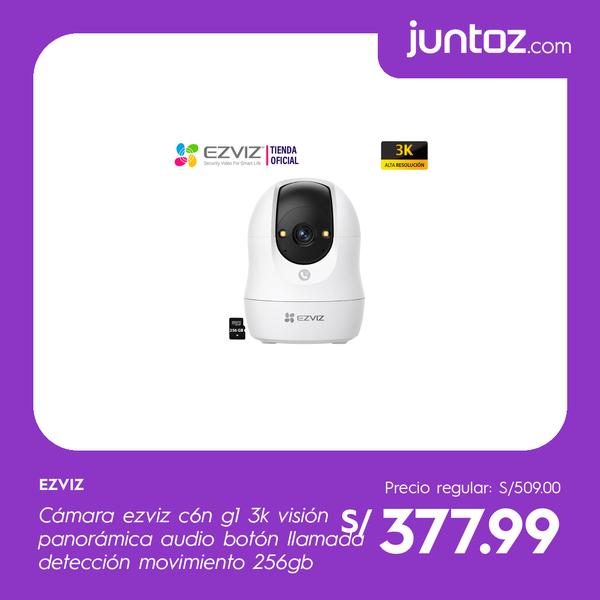 juntoz.com
EZVIZ TIENDA
Security Video For Smart Life OFICIAL
3K
ALTA RESOLUCIÓN
EZVIZ
256 GB
EZVIZ
Precio regular: S/509.00
Cámara ezviz c6n g1 3k visión
panorámica audio botón llamada
detección movimiento 256gb
S/ 377.99